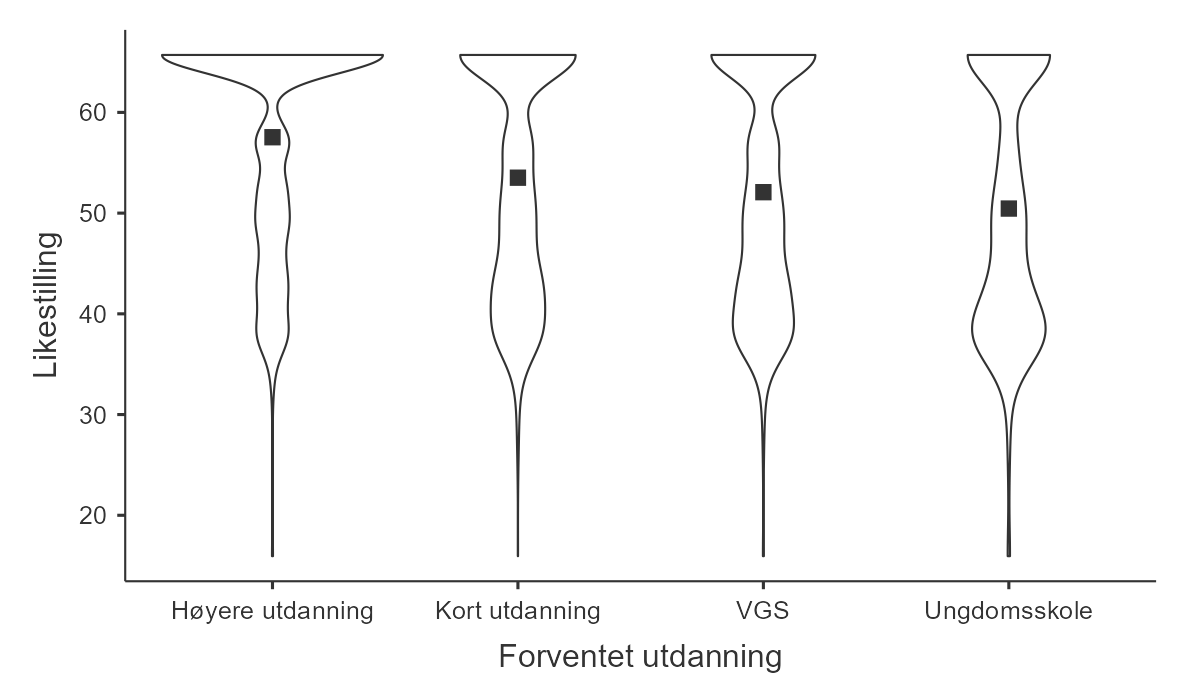 Likestilling
60
50
40
30
20
Høyere utdanning
Kort utdanning
VGS
Ungdomsskole
Forventet utdanning